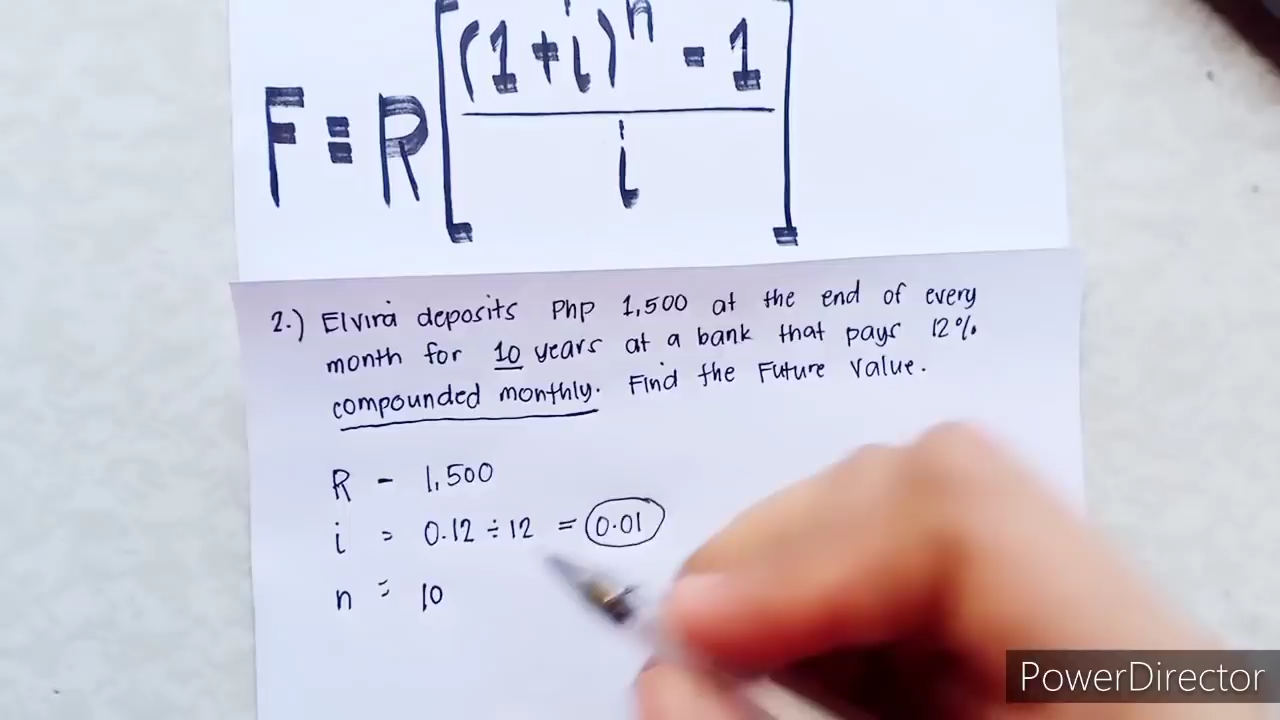 F = R [ (1+i)^n - 1 / i ]
2.) Elvira deposits Php 1,500 at the end of every
month for 10 years at a bank that pays 12%
compounded monthly. Find the Future Value.
R - 1,500
i = 0.12 ÷ 12 = 0.01
n = 10
PowerDirector